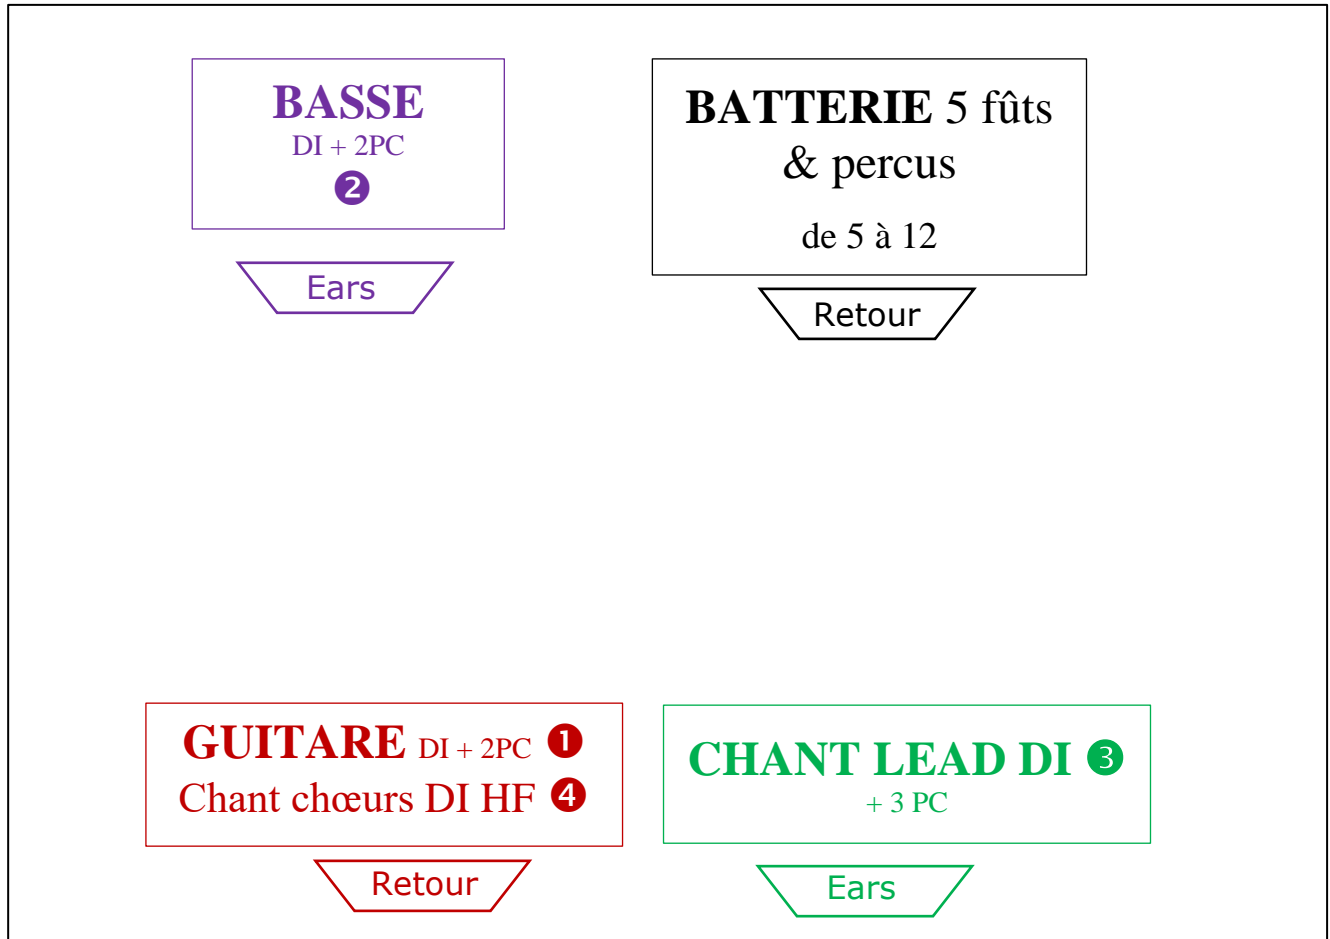 BASSE
DI + 2PC
❷
Ears
BATTERIE 5 fûts
& percus
de 5 à 12
Retour
GUITARE DI + 2PC ❶
Chant chœurs DI HF ❹
Retour
CHANT LEAD DI ❸
+ 3 PC
Ears